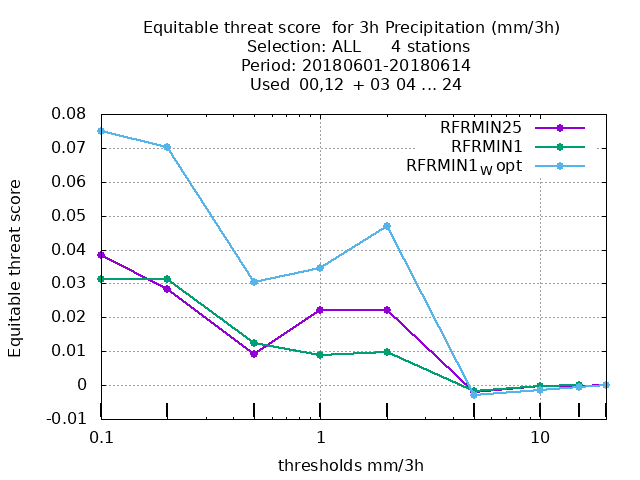 Equitable threat score  for 3h Precipitation (mm/3h)
Selection: ALL      4 stations
Period: 20180601-20180614
Used  00,12  + 03 04 ... 24
RFRMIN25
RFRMIN1
RFRMIN1W opt
0.08
0.07
0.06
0.05
0.04
0.03
0.02
0.01
0
-0.01
Equitable threat score
0.1 1 10
thresholds mm/3h